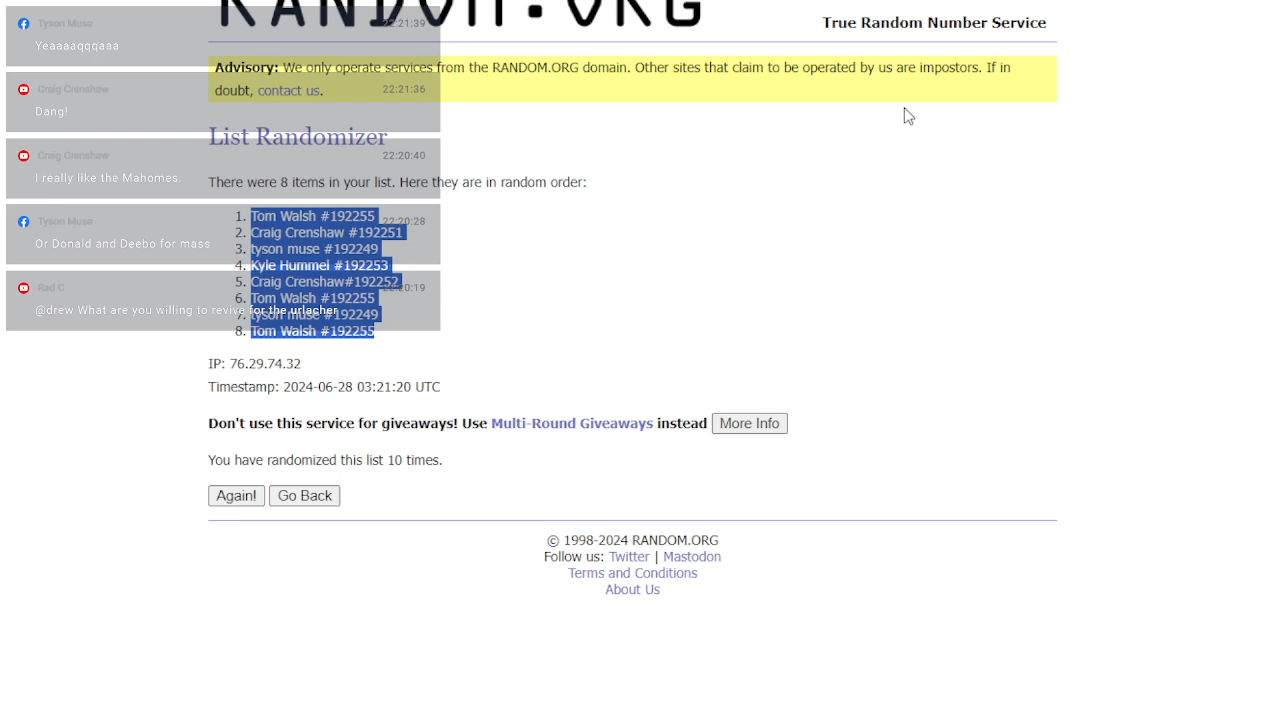 RANDOM.ORG
True Random Number Service
Advisory: We only operate services from the RANDOM.ORG domain. Other sites that claim to be operated by us are impostors. If in
doubt, contact us.
List Randomizer
There were 8 items in your list. Here they are in random order:
1. Tom Walsh #192255
2. Craig Crenshaw #192251
3. tyson muse #192249
4. Kyle Hummel #192253
5. Craig Crenshaw#192252
6. Tom Walsh #192255
7. tyson muse #192249
8. Tom Walsh #192255
IP: 76.29.74.32
Timestamp: 2024-06-28 03:21:20 UTC
Don't use this service for giveaways! Use Multi-Round Giveaways instead More Info
You have randomized this list 10 times.
Again! Go Back
© 1998-2024 RANDOM.ORG
Follow us: Twitter | Mastodon
Terms and Conditions
About Us
Tyson Muse 22:21:39
Yeaaaaqqqaaa
Craig Crenshaw 22:21:36
Dang!
Craig Crenshaw 22:20:40
I really like the Mahomes.
Tyson Muse 22:20:28
Or Donald and Deebo for mass
Rad C 22:20:19
@drew What are you willing to revive for the urlacher